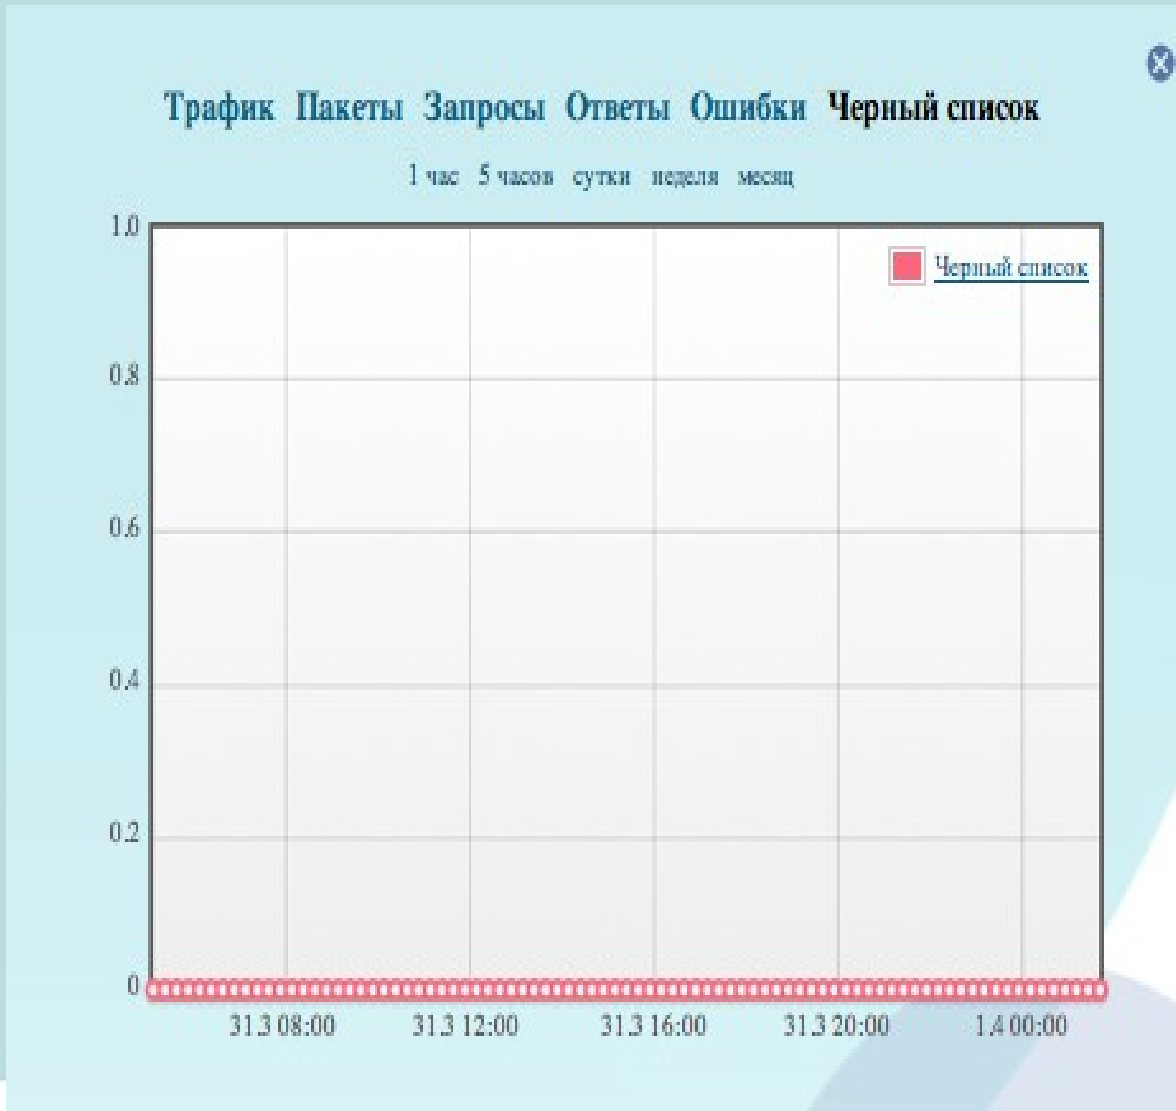 Трафик Пакеты Запросы Ответы Ошибки Черный список
1 час 5 часов сутки неделя месяц
1.0
Черный список
0.8
0.6
0.4
0.2
0
31.3 08:00 31.3 12:00 31.3 16:00 31.3 20:00 1.4 00:00